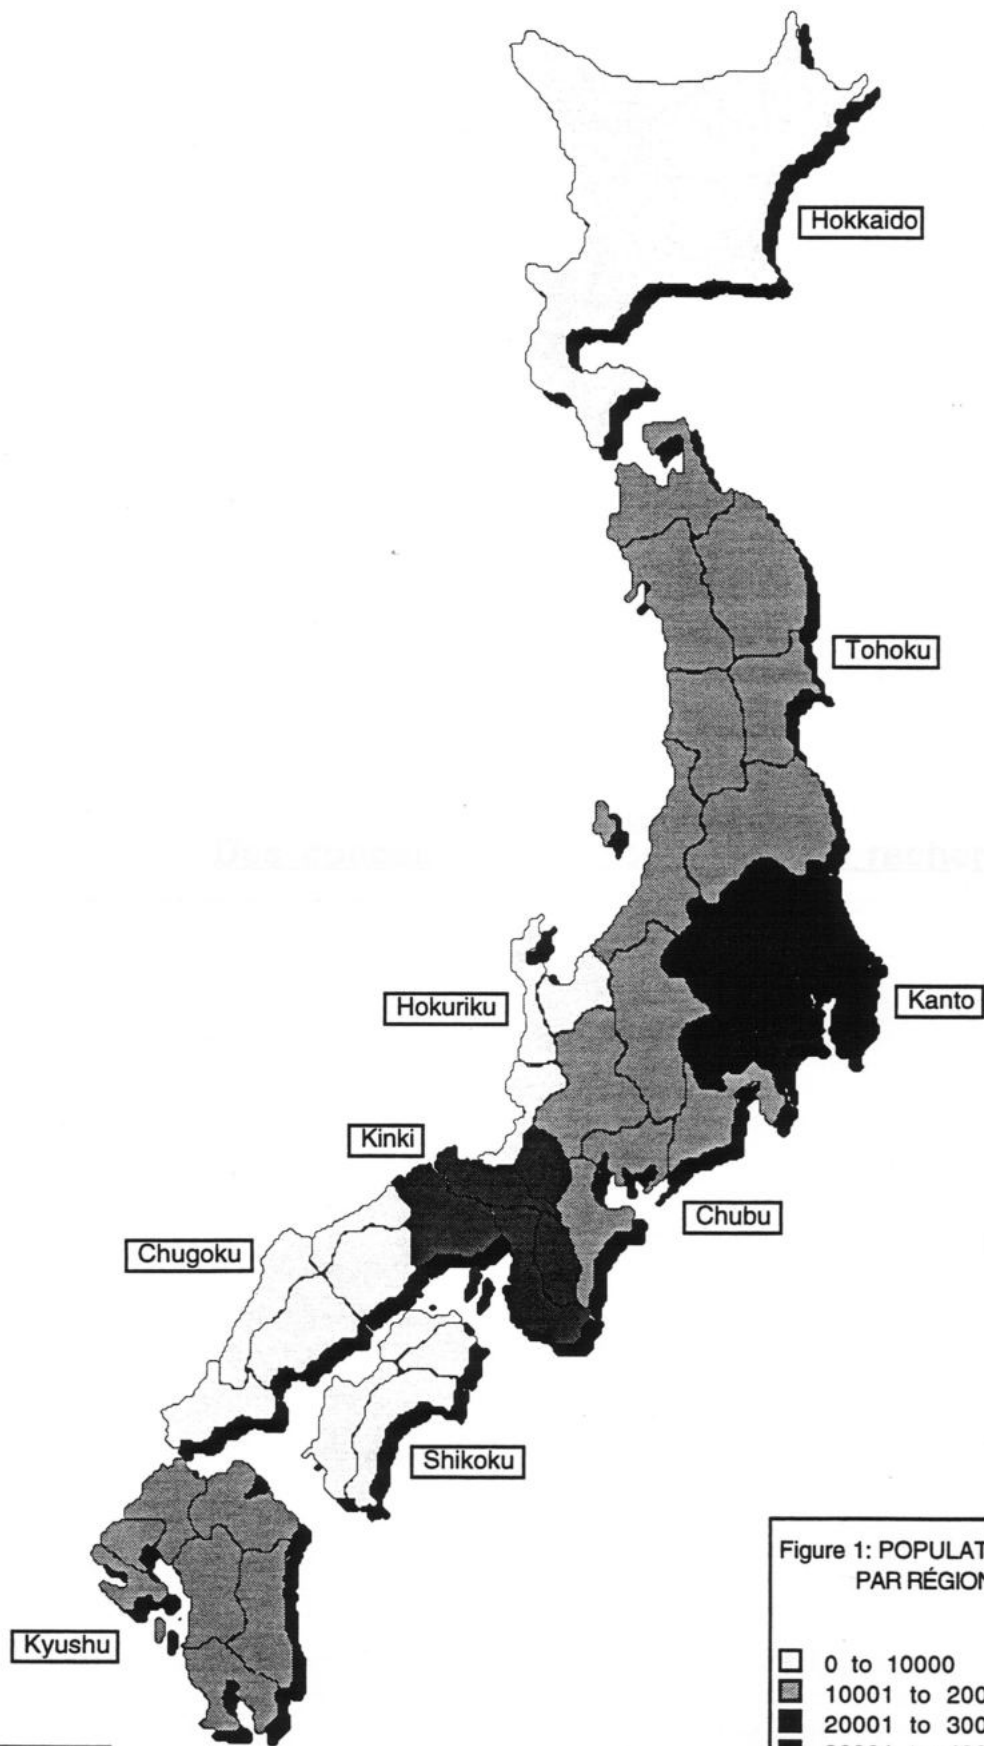 Hokkaido
Tohoku
Hokuriku
Kanto
Kinki
Chubu
Chugoku
Shikoku
Kyushu
Figure 1: POPULAT
PAR RÉGION
0 to 10000
10001 to 200
20001 to 300